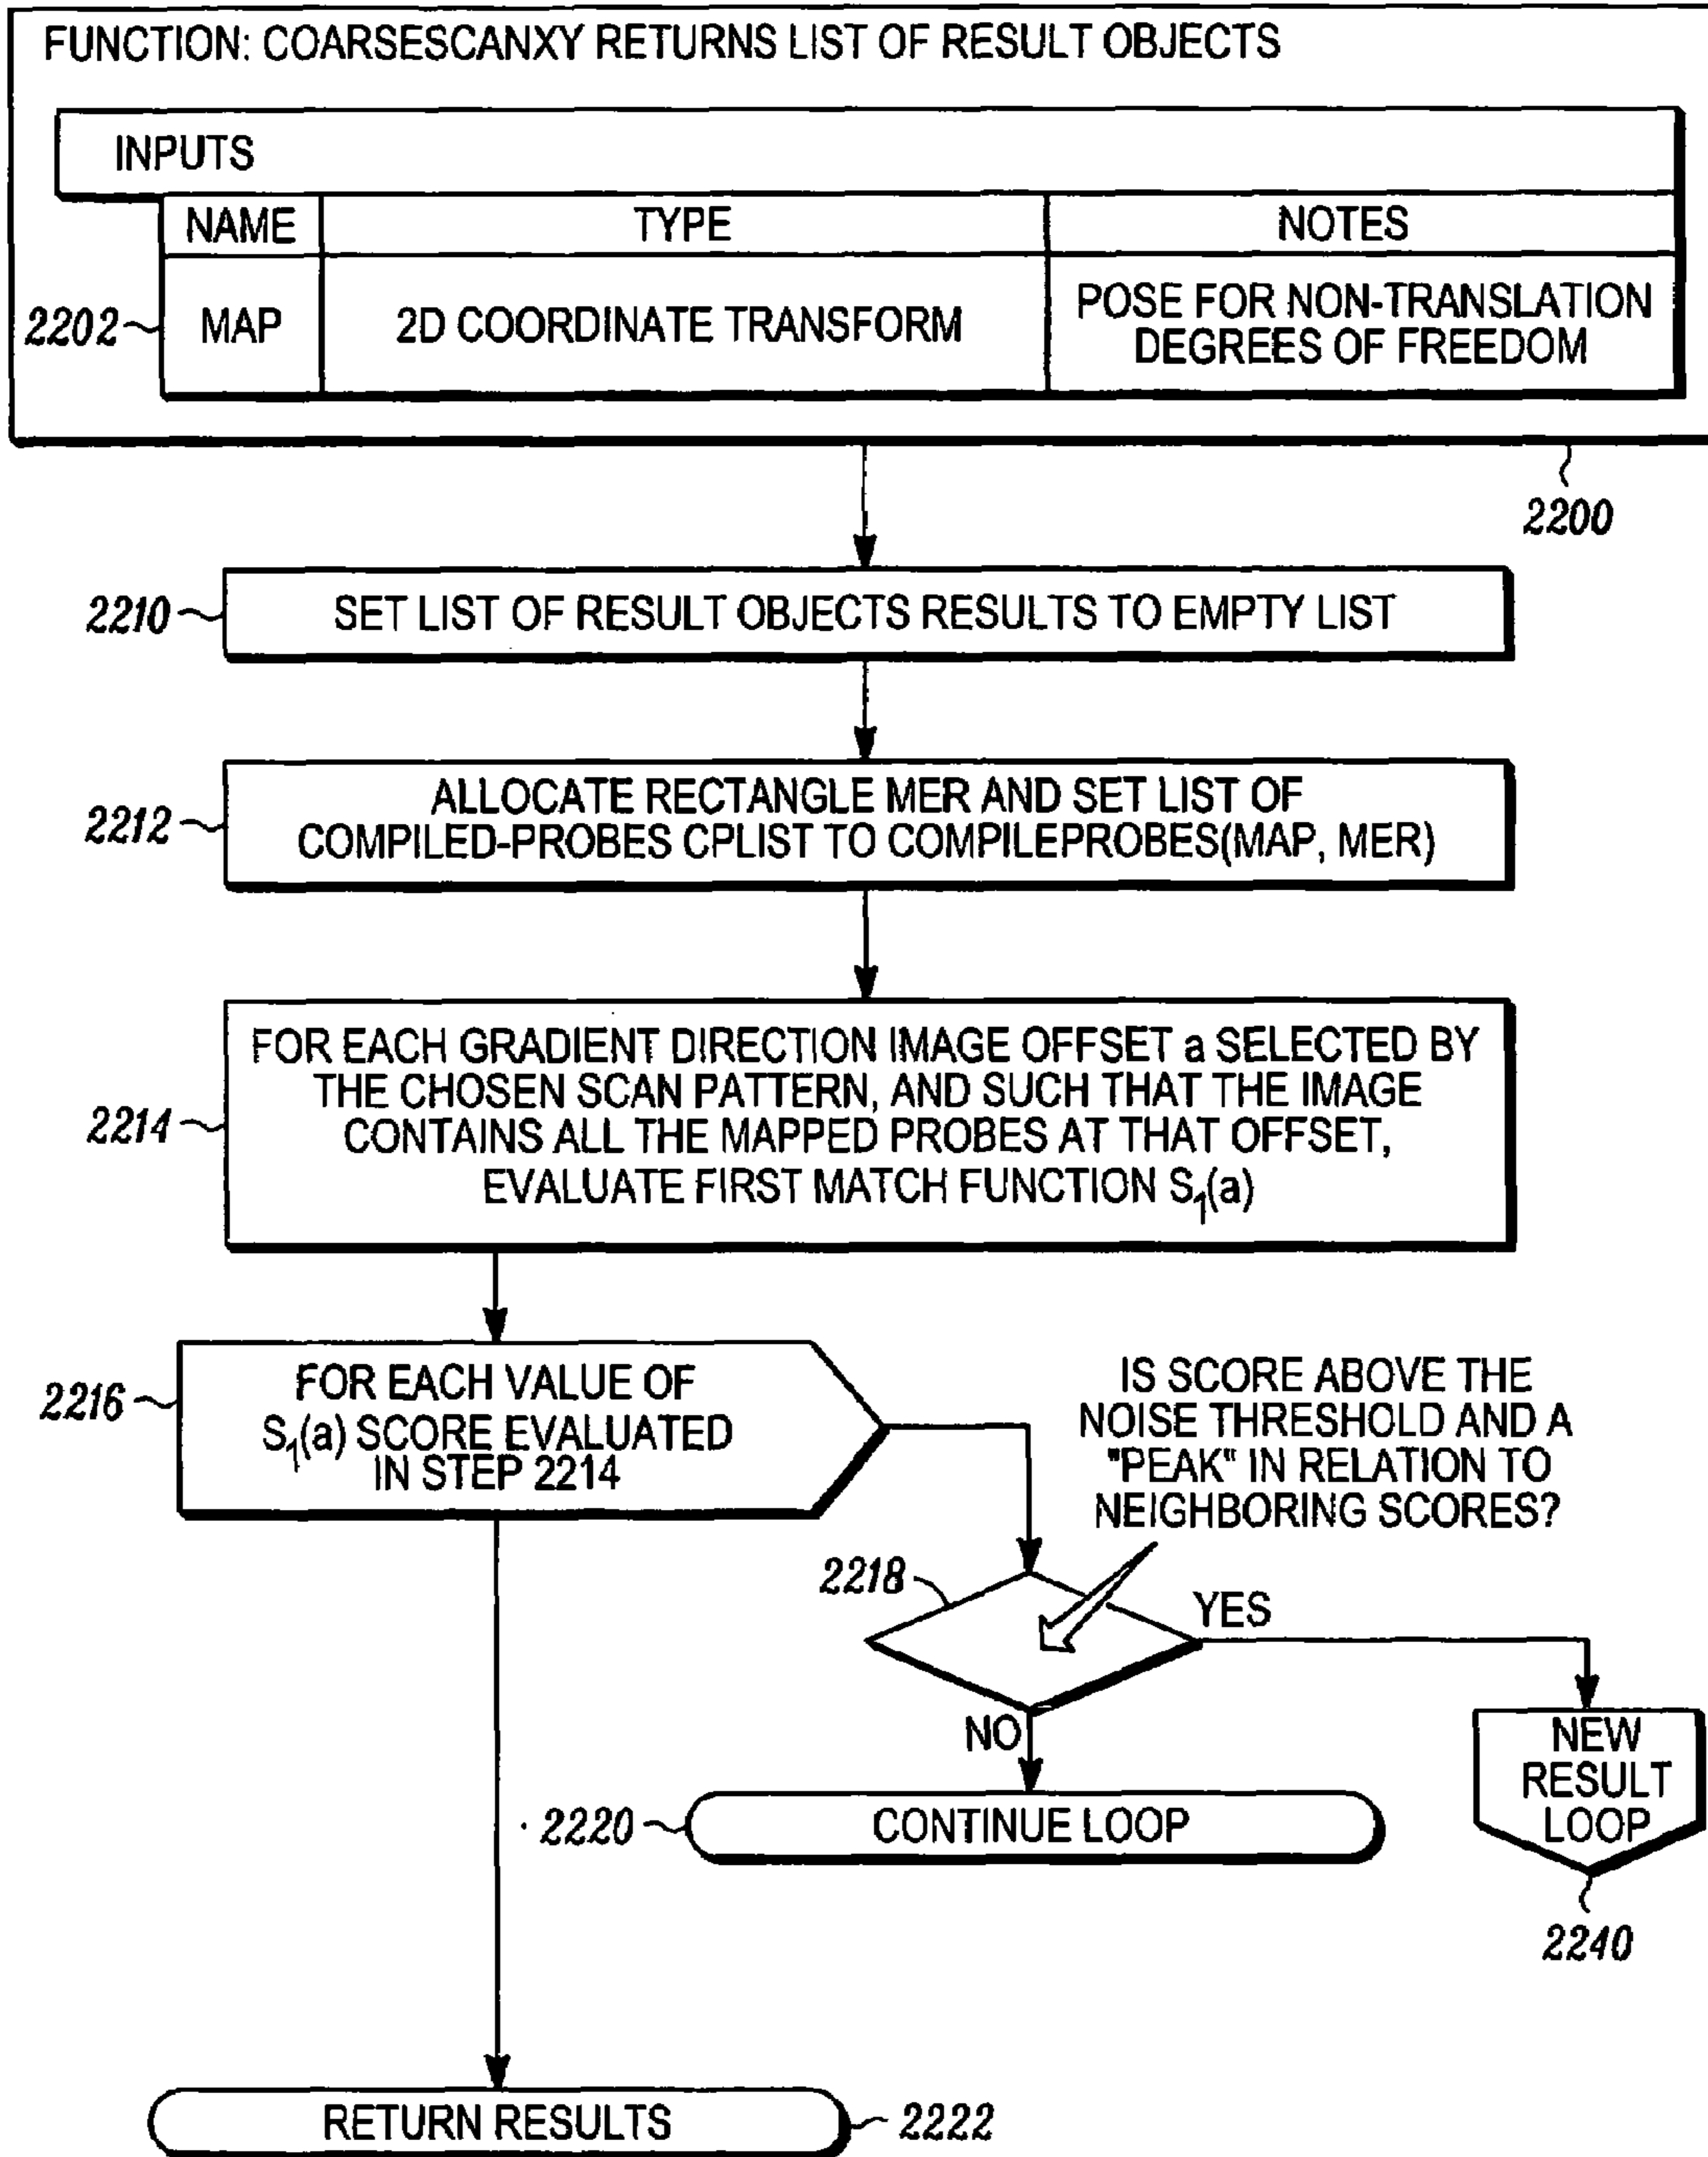 FUNCTION: COARSESCANXY RETURNS LIST OF RESULT OBJECTS
INPUTS
NAME TYPE NOTES
2202 MAP 2D COORDINATE TRANSFORM POSE FOR NON-TRANSLATION
DEGREES OF FREEDOM
2200
2210 SET LIST OF RESULT OBJECTS RESULTS TO EMPTY LIST
2212
ALLOCATE RECTANGLE MER AND SET LIST OF
COMPILED-PROBES CPLIST TO COMPILEPROBES(MAP, MER)
2214
FOR EACH GRADIENT DIRECTION IMAGE OFFSET a SELECTED BY
THE CHOSEN SCAN PATTERN, AND SUCH THAT THE IMAGE
CONTAINS ALL THE MAPPED PROBES AT THAT OFFSET,
EVALUATE FIRST MATCH FUNCTION S₁(a)
2216
FOR EACH VALUE OF
S₁(a) SCORE EVALUATED
IN STEP 2214
IS SCORE ABOVE THE
NOISE THRESHOLD AND A
"PEAK" IN RELATION TO
NEIGHBORING SCORES?
2218
YES
NO
2220 CONTINUE LOOP
NEW
RESULT
LOOP
2240
RETURN RESULTS 2222